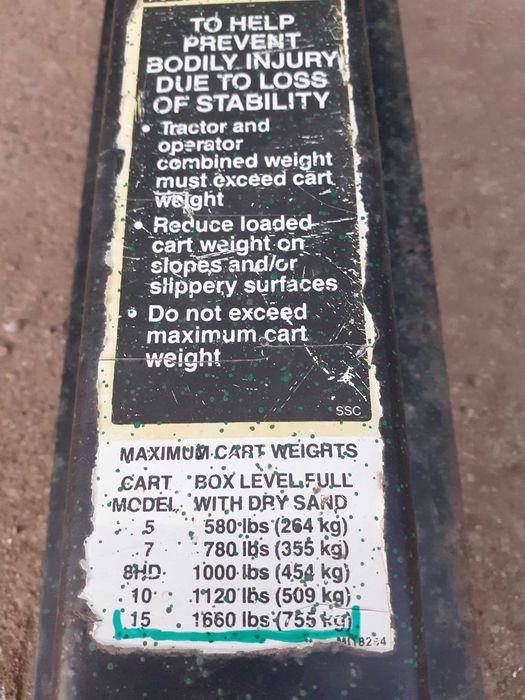 TO HELP
PREVENT
BODILY INJURY
DUE TO LOSS
OF STABILITY
• Tractor and
operator
combined weight
must exceed cart
weight
• Reduce loaded
cart weight on
slopes and/or
slippery surfaces
• Do not exceed
maximum cart
weight
SSC
MAXIMUM CART WEIGHTS
CART BOX LEVEL FULL
MODEL WITH DRY SAND
5 580 lbs (264 kg)
7 780 lbs (355 kg)
8HD 1000 lbs (454 kg)
10 1120 lbs (509 kg)
15 1660 lbs (755 kg)